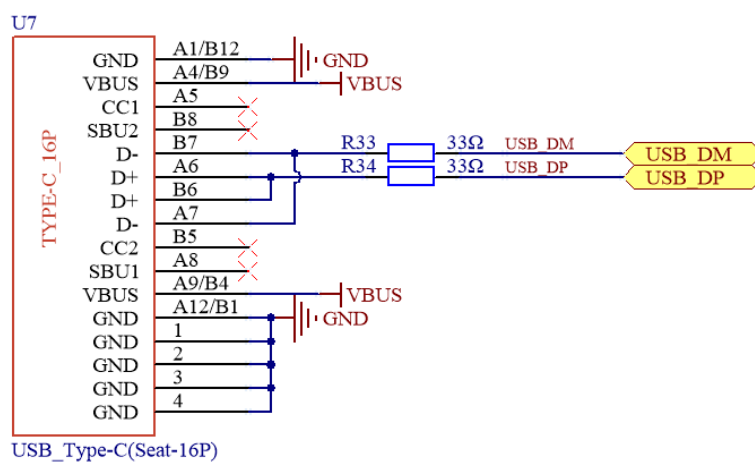 U7
TYPE-C_16P
GND A1/B12 GND
VBUS A4/B9 VBUS
CC1 A5
SBU2 B8
D- B7 R33 33Ω USB_DM USB_DM
D+ A6 R34 33Ω USB_DP USB_DP
D+ B6
D- A7
CC2 B5
SBU1 A8
VBUS A9/B4 VBUS
GND A12/B1 GND
GND 1
GND 2
GND 3
GND 4
USB_Type-C(Seat-16P)